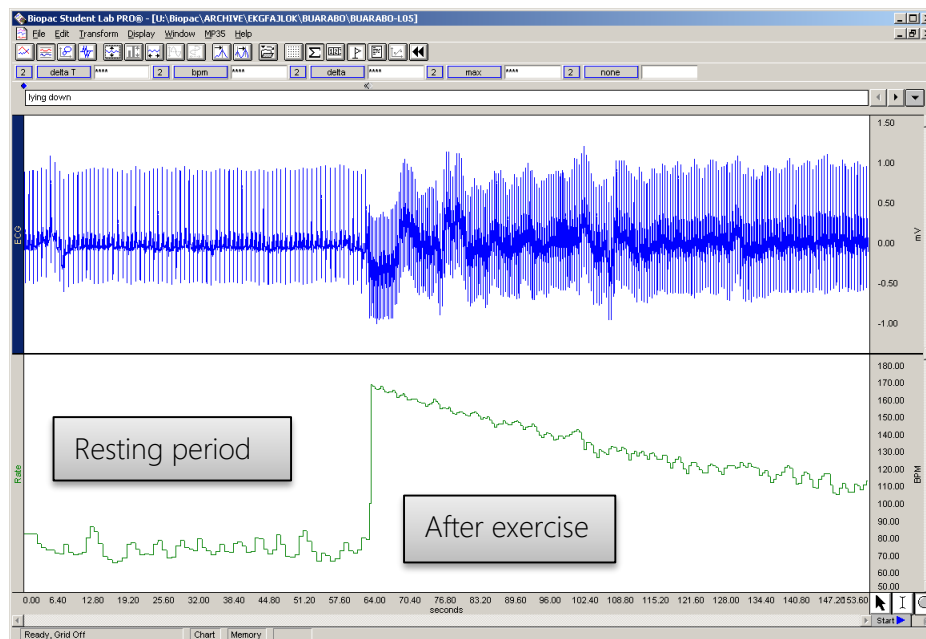 Biopac Student Lab PRO® - [U:\Biopac\ARCHIVE\EKGFAJLOK\BUARABO\BUARABO-L05]
File Edit Transform Display Window MP35 Help
2 delta T **** 2 bpm **** 2 delta **** 2 max **** 2 none
lying down
ECG
1.50
1.00
0.50
0.00
-0.50
-1.00
mV
Rate
Resting period
After exercise
180.00
170.00
160.00
150.00
140.00
130.00
120.00
110.00
100.00
90.00
80.00
70.00
60.00
50.00
BPM
0.00 6.40 12.80 19.20 25.60 32.00 38.40 44.80 51.20 57.60 64.00 70.40 76.80 83.20 89.60 96.00 102.40 108.80 115.20 121.60 128.00 134.40 140.80 147.20 153.60
seconds
Start
Ready, Grid Off Chart Memory